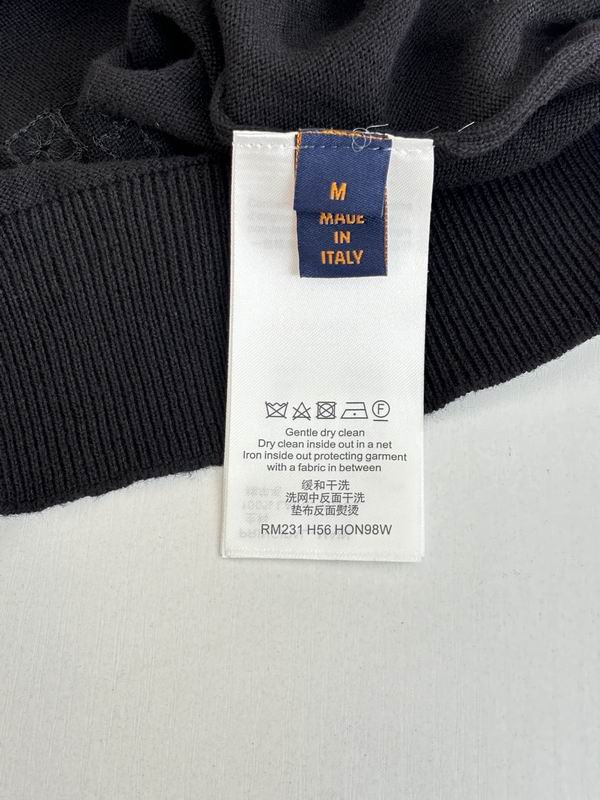 M
MADE
IN
ITALY
Gentle dry clean
Dry clean inside out in a net
Iron inside out protecting garment
with a fabric in between
缓和干洗
洗网中反面干洗
垫布反面熨烫
RM231 H56 HON98W